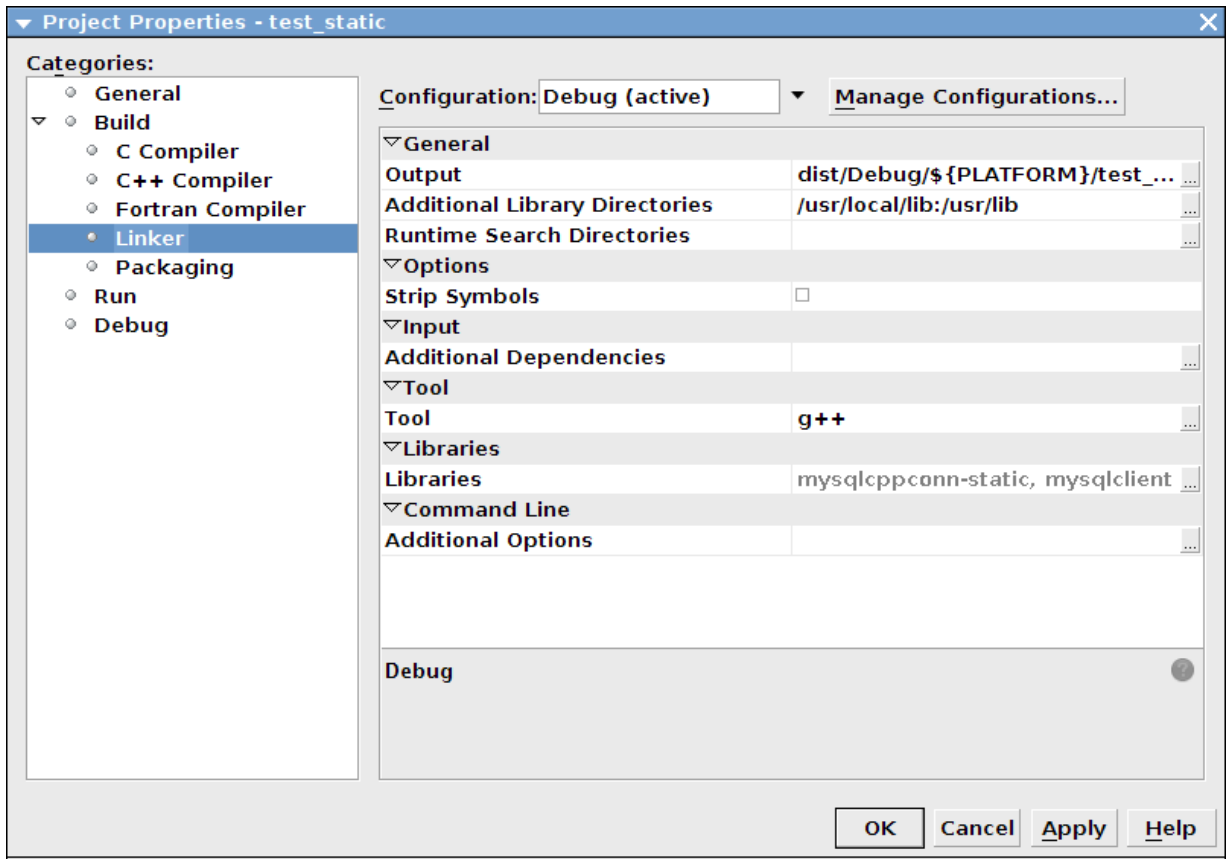 Project Properties - test_static
Categories:
General
Build
C Compiler
C++ Compiler
Fortran Compiler
Linker
Packaging
Run
Debug
Configuration: Debug (active) Manage Configurations...
General
Output dist/Debug/${PLATFORM}/test_... ...
Additional Library Directories /usr/local/lib:/usr/lib ...
Runtime Search Directories ...
Options
Strip Symbols
Input
Additional Dependencies ...
Tool
Tool g++ ...
Libraries
Libraries mysqlcppconn-static, mysqlclient ...
Command Line
Additional Options ...
Debug ?
OK Cancel Apply Help